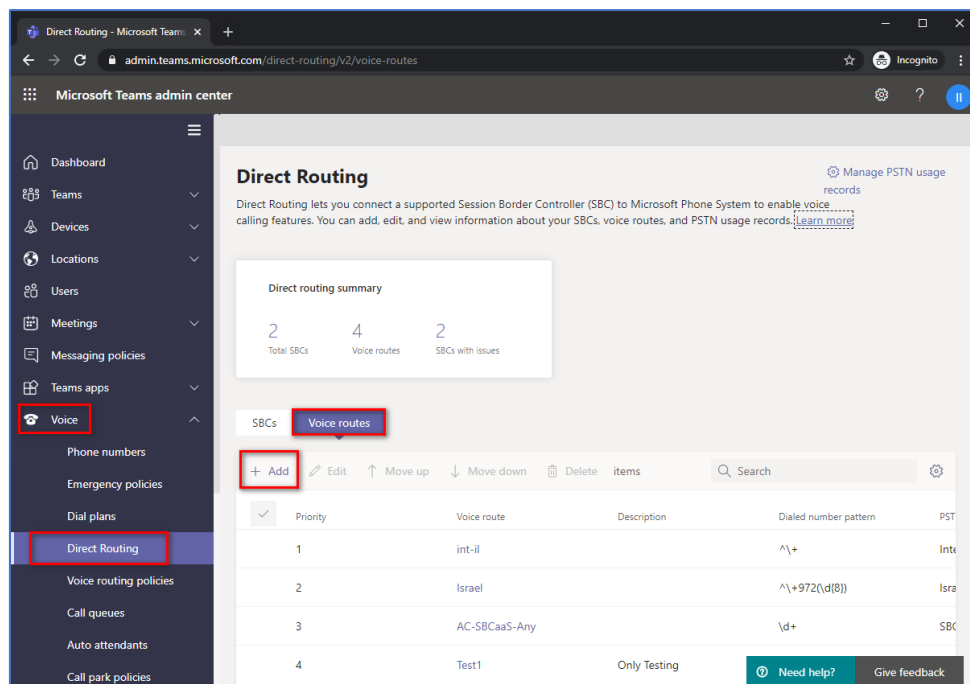 Direct Routing - Microsoft Teams
admin.teams.microsoft.com/direct-routing/v2/voice-routes
Incognito
Microsoft Teams admin center
?
II
Dashboard
Teams
Devices
Locations
Users
Meetings
Messaging policies
Teams apps
Voice
Phone numbers
Emergency policies
Dial plans
Direct Routing
Voice routing policies
Call queues
Auto attendants
Call park policies
Direct Routing
Manage PSTN usage
records
Direct Routing lets you connect a supported Session Border Controller (SBC) to Microsoft Phone System to enable voice
calling features. You can add, edit, and view information about your SBCs, voice routes, and PSTN usage records. Learn more
Direct routing summary
2 4 2
Total SBCs Voice routes SBCs with issues
SBCs Voice routes
+ Add Edit Move up Move down Delete items Search
Priority Voice route Description Dialed number pattern PST
1 int-il ^\+ Inte
2 Israel ^\+972(\d{8}) Isra
3 AC-SBCaaS-Any \d+ SBC
4 Test1 Only Testing
Need help? Give feedback